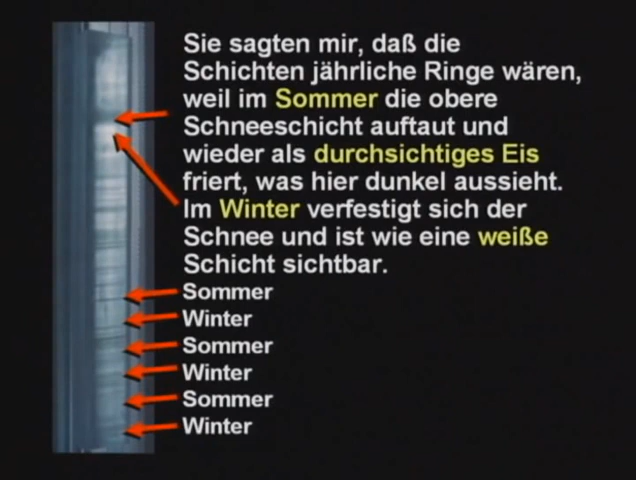 Sie sagten mir, daß die
Schichten jährliche Ringe wären,
weil im Sommer die obere
Schneeschicht auftaut und
wieder als durchsichtiges Eis
friert, was hier dunkel aussieht.
Im Winter verfestigt sich der
Schnee und ist wie eine weiße
Schicht sichtbar.
Sommer
Winter
Sommer
Winter
Sommer
Winter